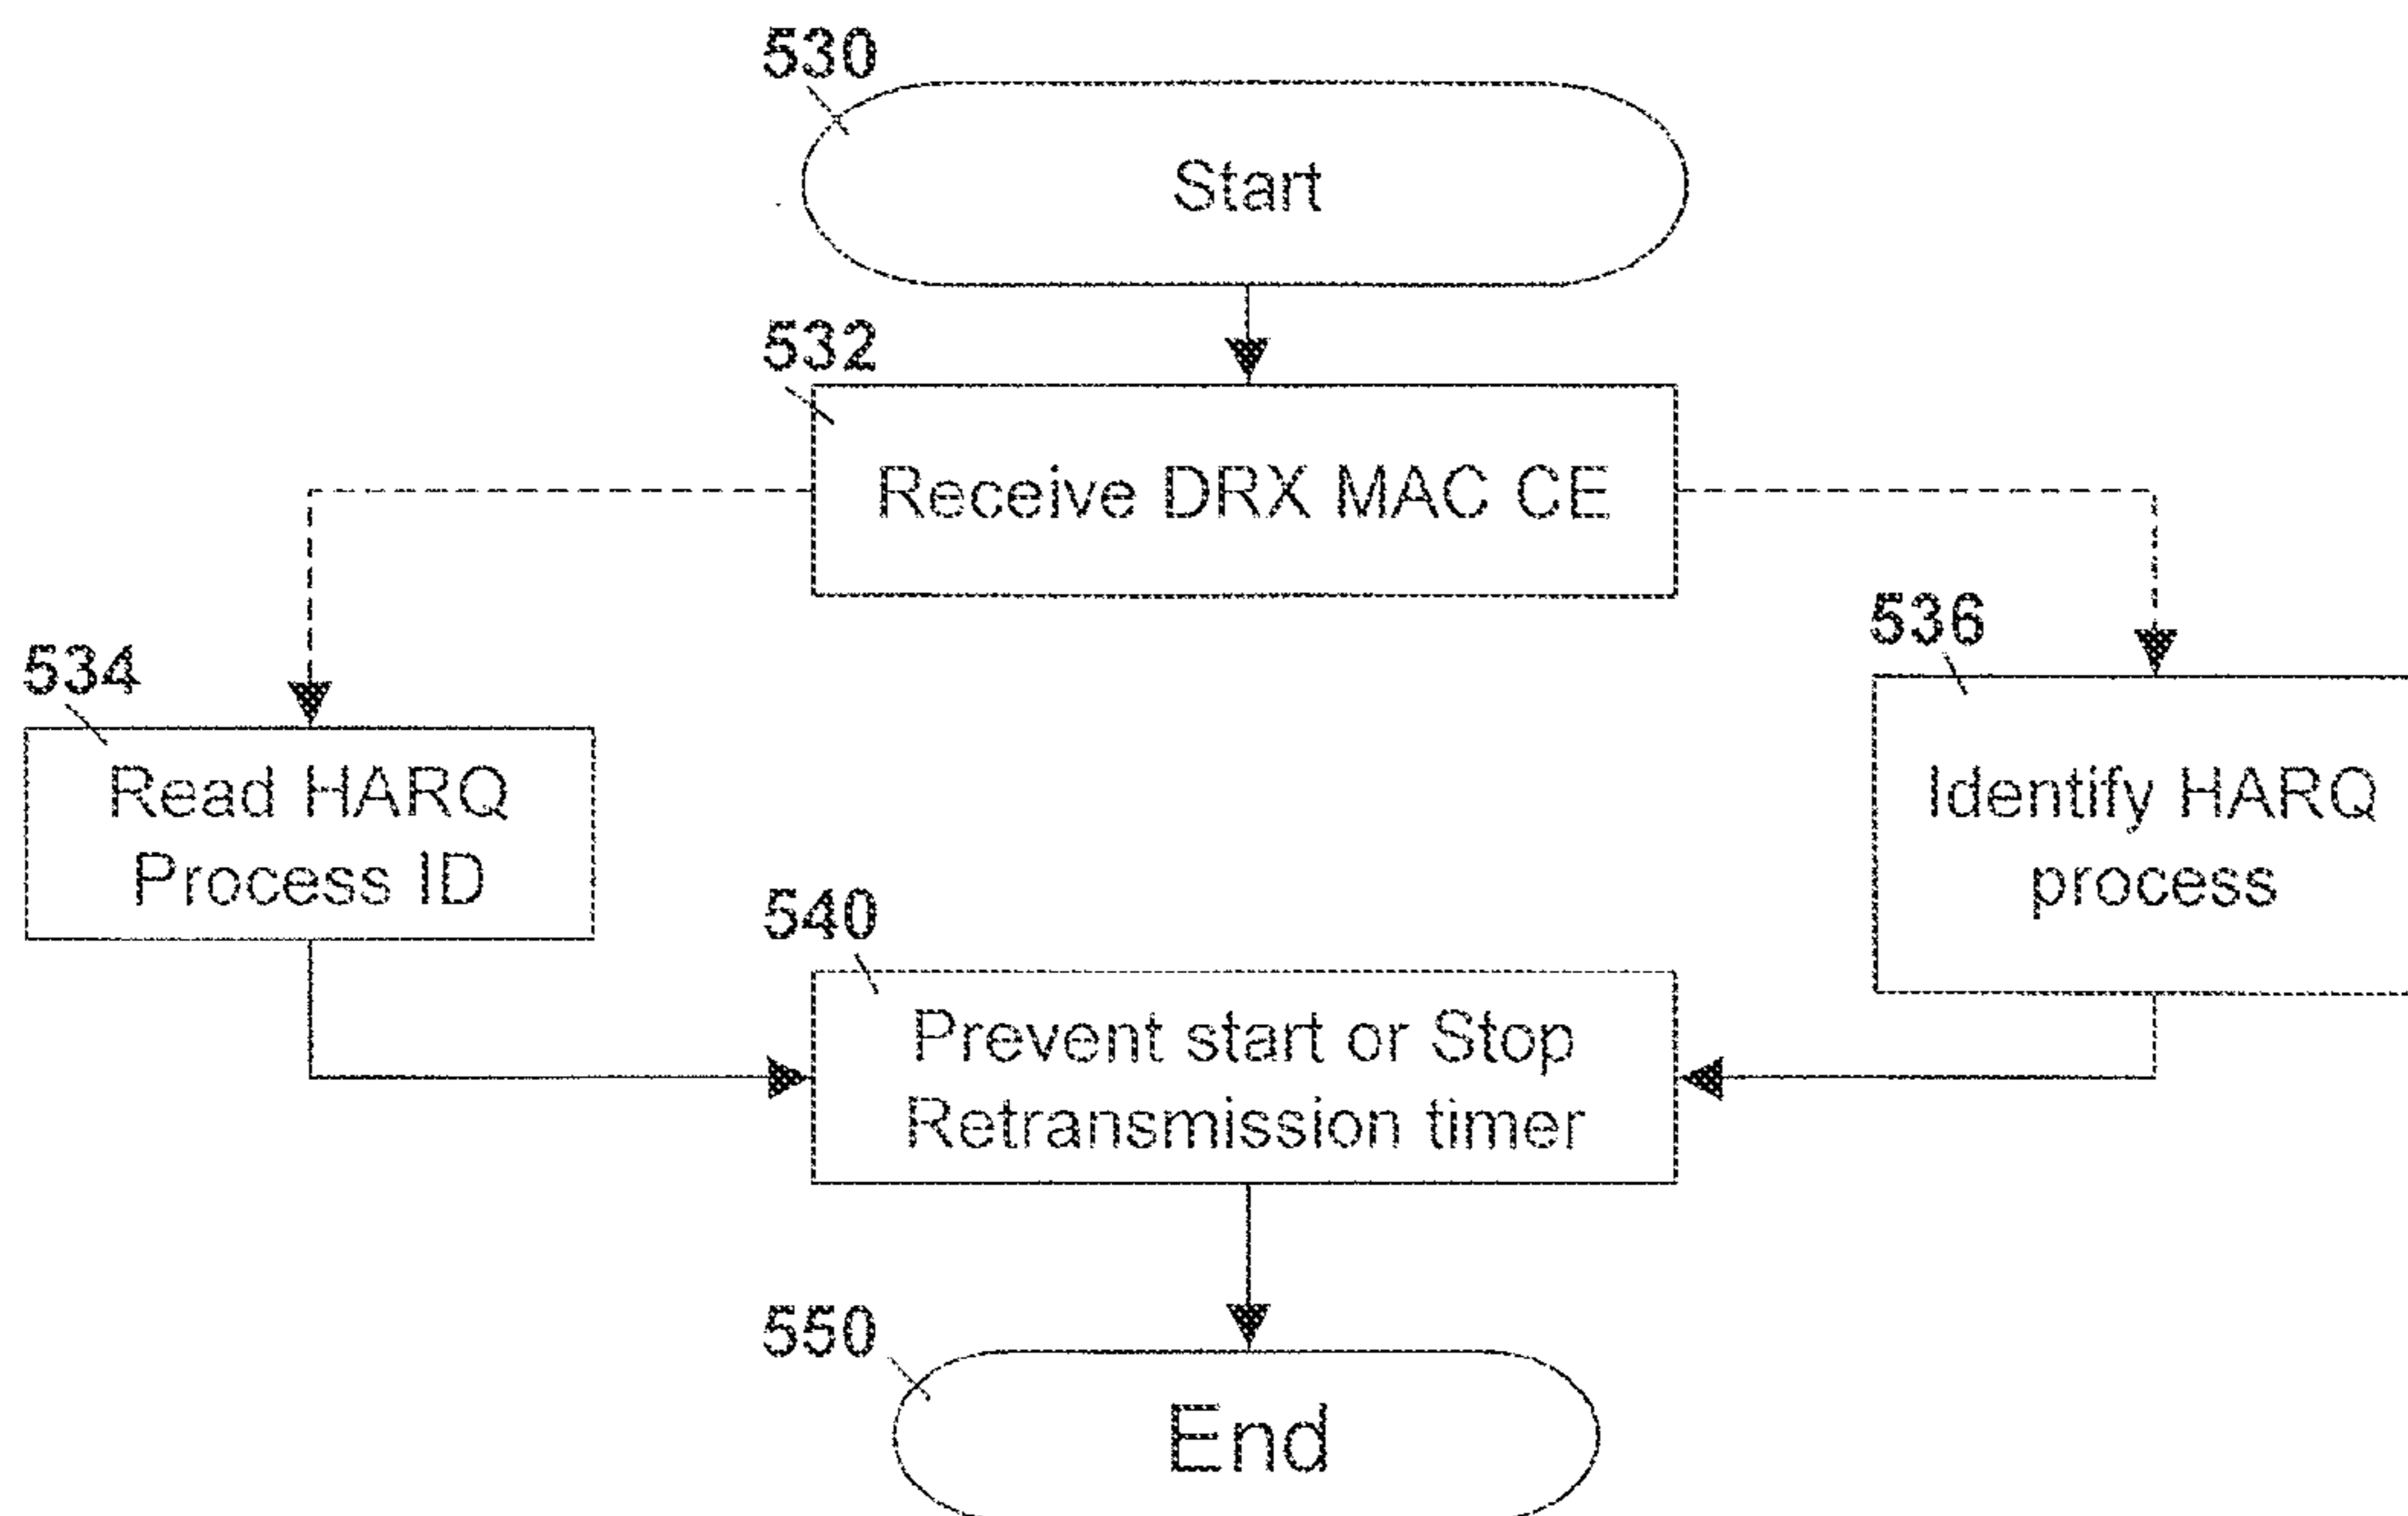 530
Start
532
Receive DRX MAC CE
534
Read HARQ
Process ID
536
Identify HARQ
process
540
Prevent start or Stop
Retransmission timer
550
End